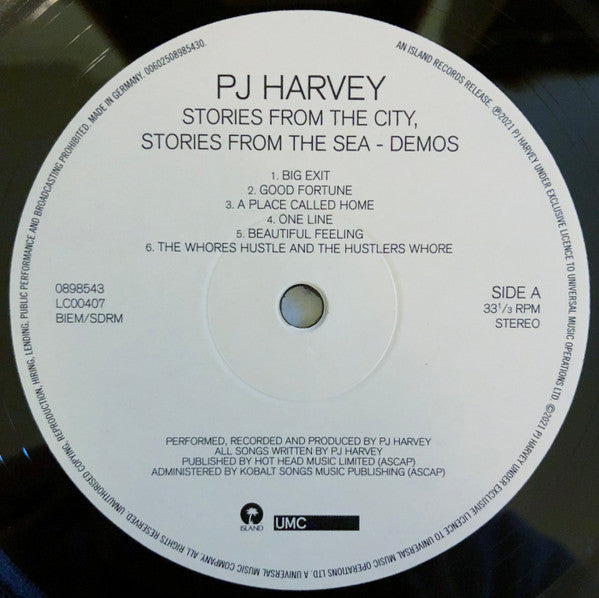 PJ HARVEY
STORIES FROM THE CITY,
STORIES FROM THE SEA - DEMOS
1. BIG EXIT
2. GOOD FORTUNE
3. A PLACE CALLED HOME
4. ONE LINE
5. BEAUTIFUL FEELING
6. THE WHORES HUSTLE AND THE HUSTLERS WHORE
0898543
LC00407
BIEM/SDRM
SIDE A
33 1/3 RPM
STEREO
PERFORMED, RECORDED AND PRODUCED BY PJ HARVEY
ALL SONGS WRITTEN BY PJ HARVEY
PUBLISHED BY HOT HEAD MUSIC LIMITED (ASCAP)
ADMINISTERED BY KOBALT SONGS MUSIC PUBLISHING (ASCAP)
ISLAND
UMC
AN ISLAND RECORDS RELEASE. ℗2021 PJ HARVEY UNDER EXCLUSIVE LICENCE TO UNIVERSAL MUSIC OPERATIONS LTD. ©2021 PJ HARVEY UNDER EXCLUSIVE LICENCE TO UNIVERSAL MUSIC OPERATIONS LTD. A UNIVERSAL MUSIC COMPANY. ALL RIGHTS RESERVED. UNAUTHORISED COPYING, REPRODUCTION, HIRING, LENDING, PUBLIC PERFORMANCE AND BROADCASTING PROHIBITED. MADE IN GERMANY. 00602508985430.